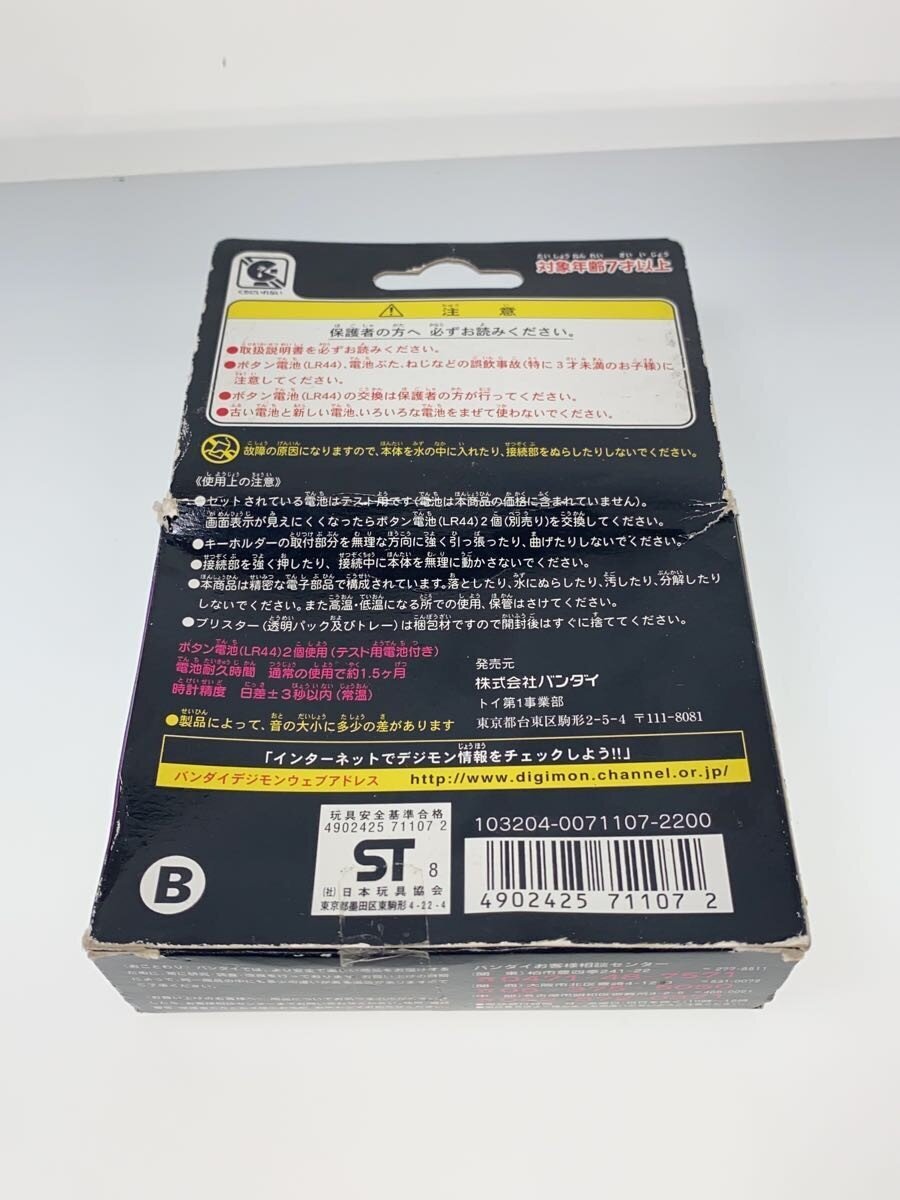 くわえいれない
対象年齢7才以上
注 意
保護者の方へ 必ずお読みください。
●取扱説明書を必ずお読みください。
●ボタン電池(LR44)、電池ぶた、ねじなどの誤飲事故(特に3才未満のお子様)に
注意してください。
●ボタン電池(LR44)の交換は保護者の方が行ってください。
●古い電池と新しい電池、いろいろな電池をまぜて使わないでください。
故障の原因になりますので、本体を水の中に入れたり、接続部をぬらしたりしないでください。
《使用上の注意》
●セットされている電池はテスト用です(電池は本商品の価格に含まれていません)。
画面表示が見えにくくなったらボタン電池(LR44)2個(別売り)を交換してください。
●キーホルダーの取付部分を無理な方向に強く引っ張ったり、曲げたりしないでください。
●接続部を強く押したり、接続中に本体を無理に動かさないでください。
●本商品は精密な電子部品で構成されています。落としたり、水にぬらしたり、汚したり、分解したり
しないでください。また高温・低温になる所での使用、保管はさけてください。
●ブリスター(透明パック及びトレー)は梱包材ですので開封後はすぐに捨ててください。
ボタン電池(LR44)2個使用(テスト用電池付き)
電池耐久時間 通常の使用で約1.5ヶ月
時計精度 日差±3秒以内(常温)
●製品によって、音の大小に多少の差があります
発売元
株式会社バンダイ
トイ第1事業部
東京都台東区駒形2-5-4 〒111-8081
「インターネットでデジモン情報をチェックしよう!!」
バンダイデジモンウェブアドレス http://www.digimon.channel.or.jp/
玩具安全基準合格
4902425 71107 2
ST 8
(社)日本玩具協会
東京都墨田区東駒形4-22-4
103204-0071107-2200
4 902425 711072
B
バンダイお客様相談センター